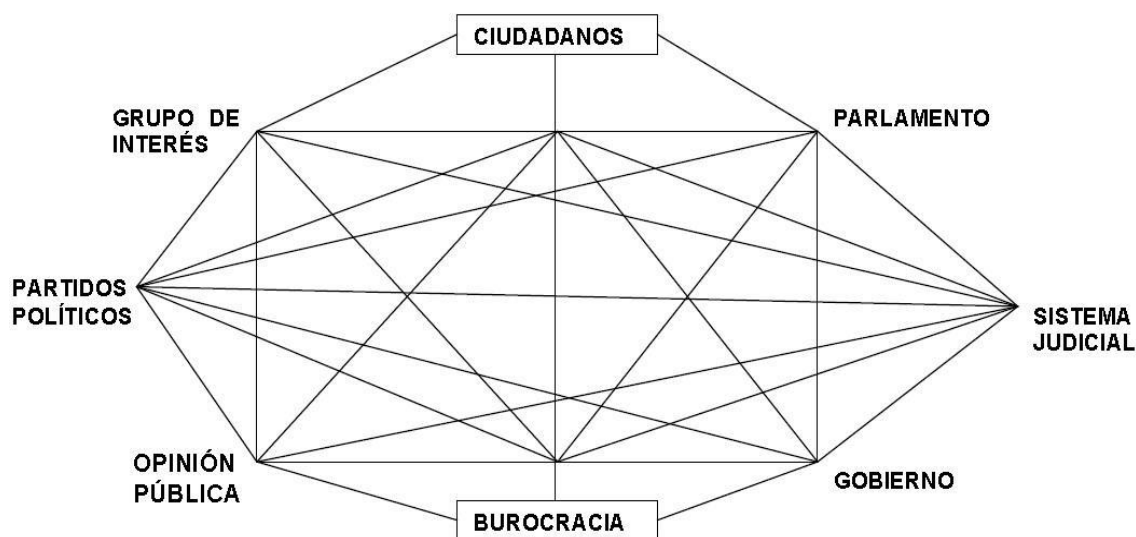 CIUDADANOS
GRUPO DE
INTERÉS
PARLAMENTO
PARTIDOS
POLÍTICOS
SISTEMA
JUDICIAL
OPINIÓN
PÚBLICA
GOBIERNO
BUROCRACIA